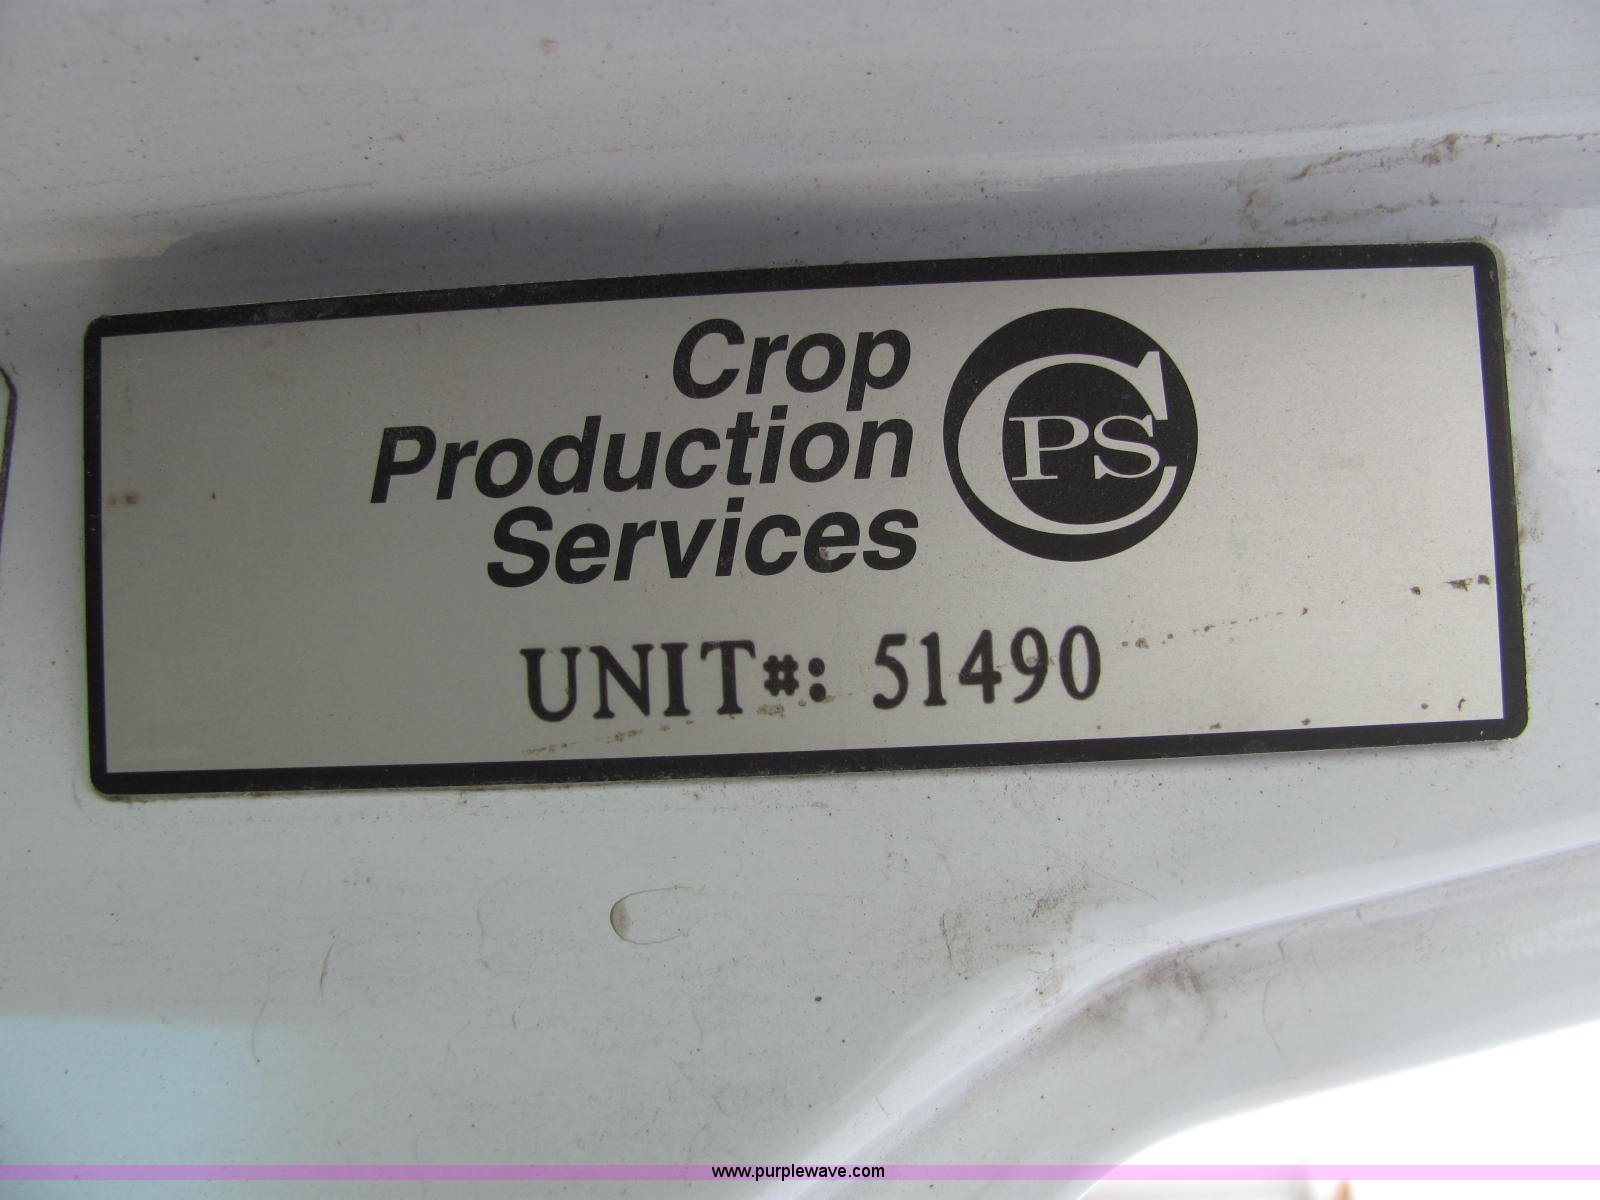 Crop
Production
Services
CPS
UNIT#: 51490
www.purplewave.com